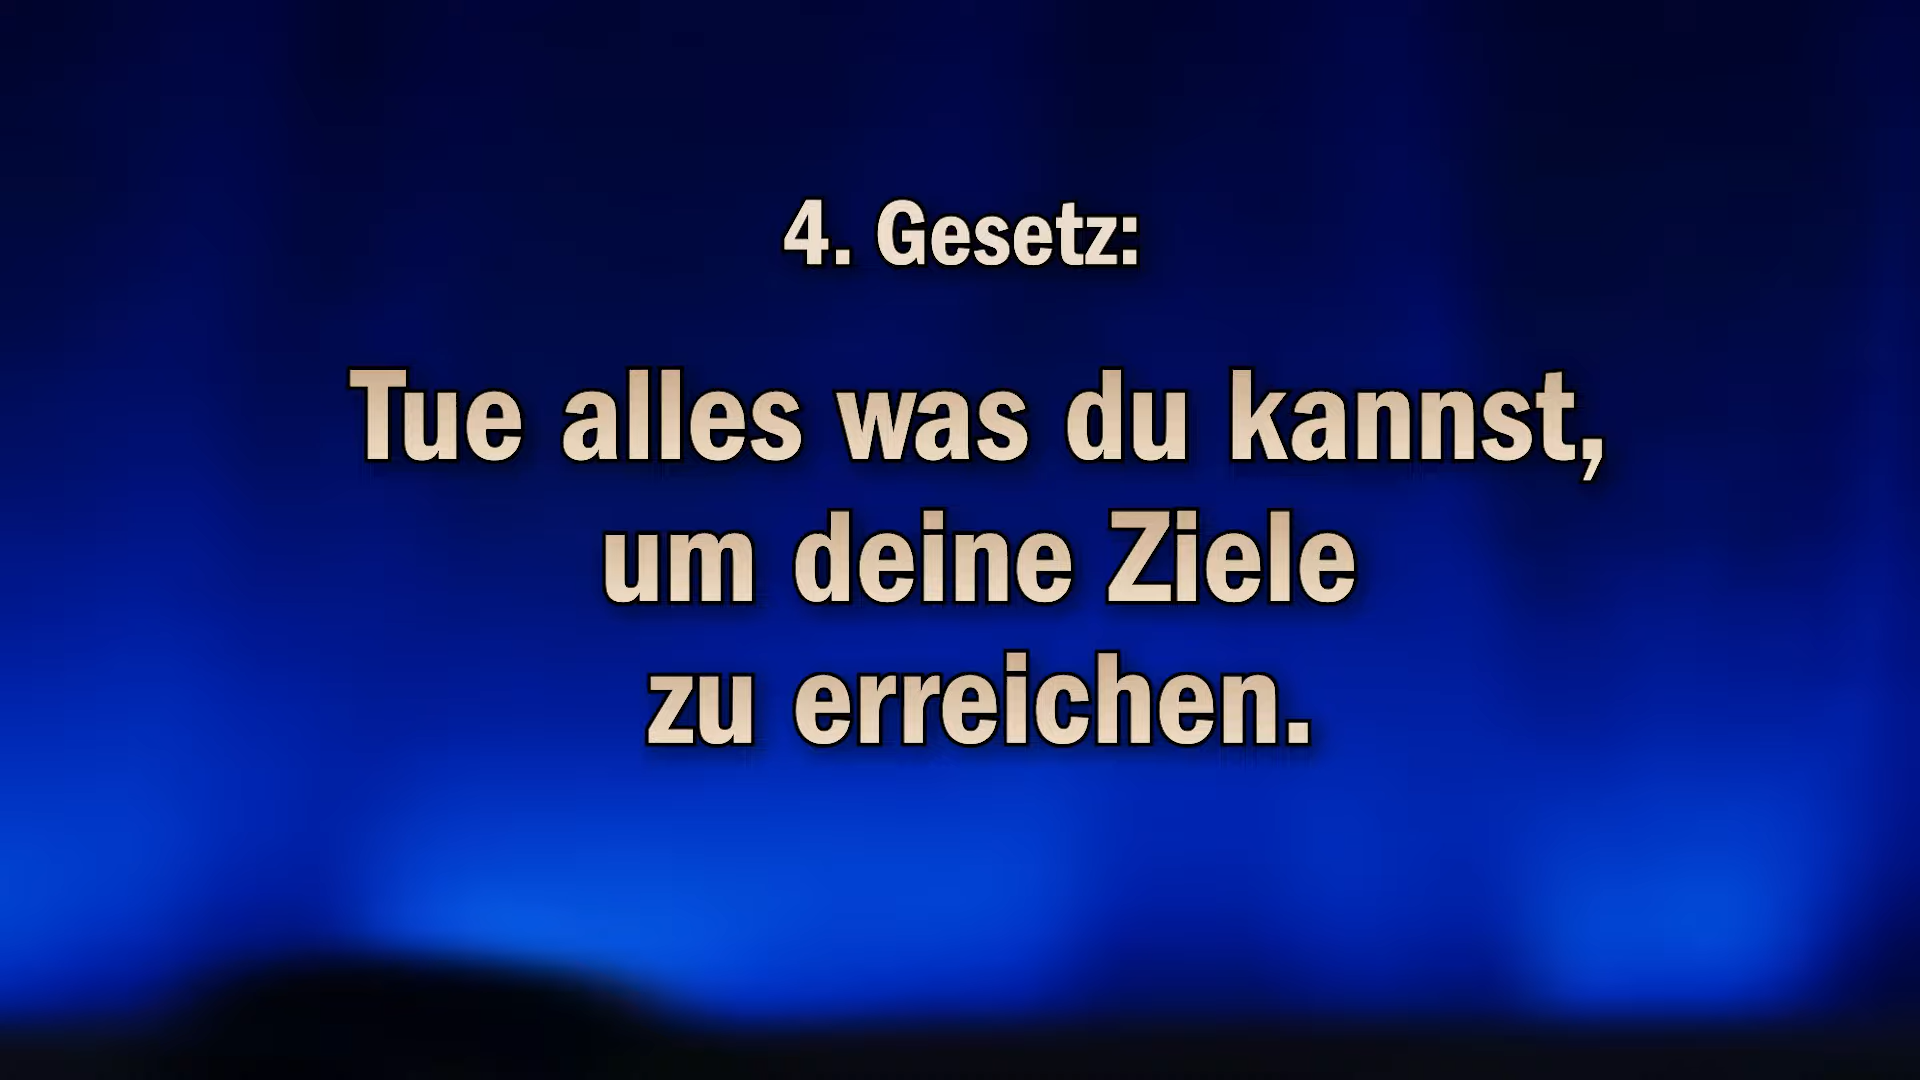 4. Gesetz:
Tue alles was du kannst,
um deine Ziele
zu erreichen.